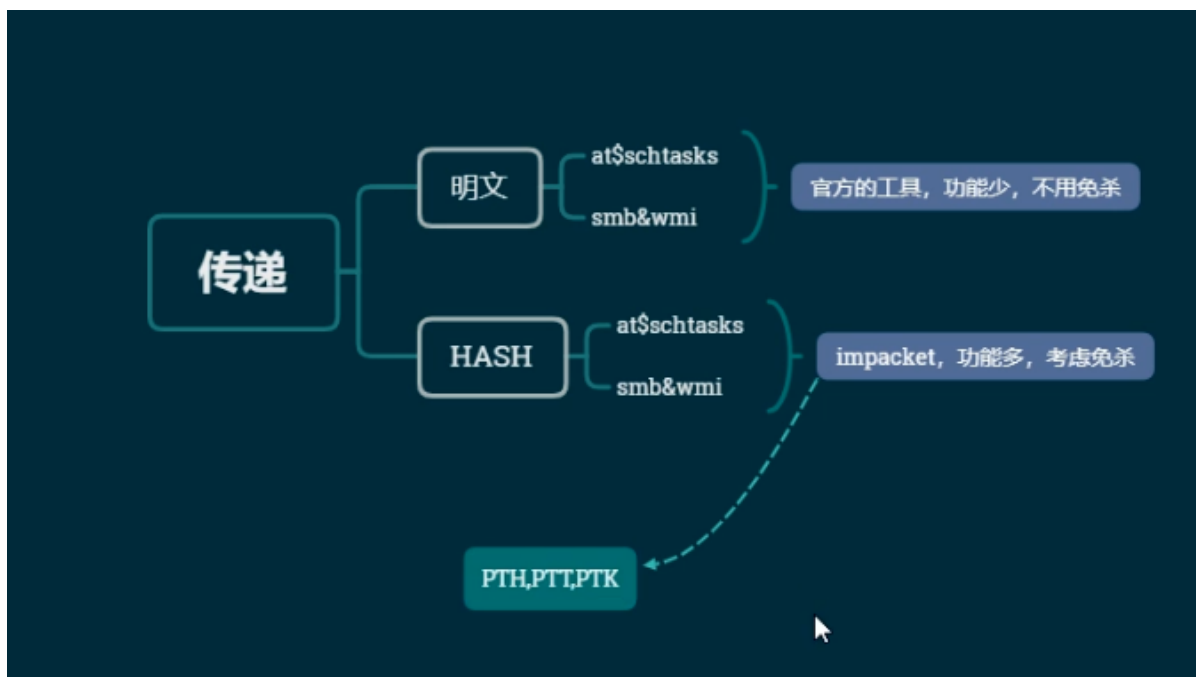 传递
明文
at$schtasks
smb&wmi
官方的工具，功能少，不用免杀
HASH
at$schtasks
smb&wmi
impacket，功能多，考虑免杀
PTH,PTT,PTK